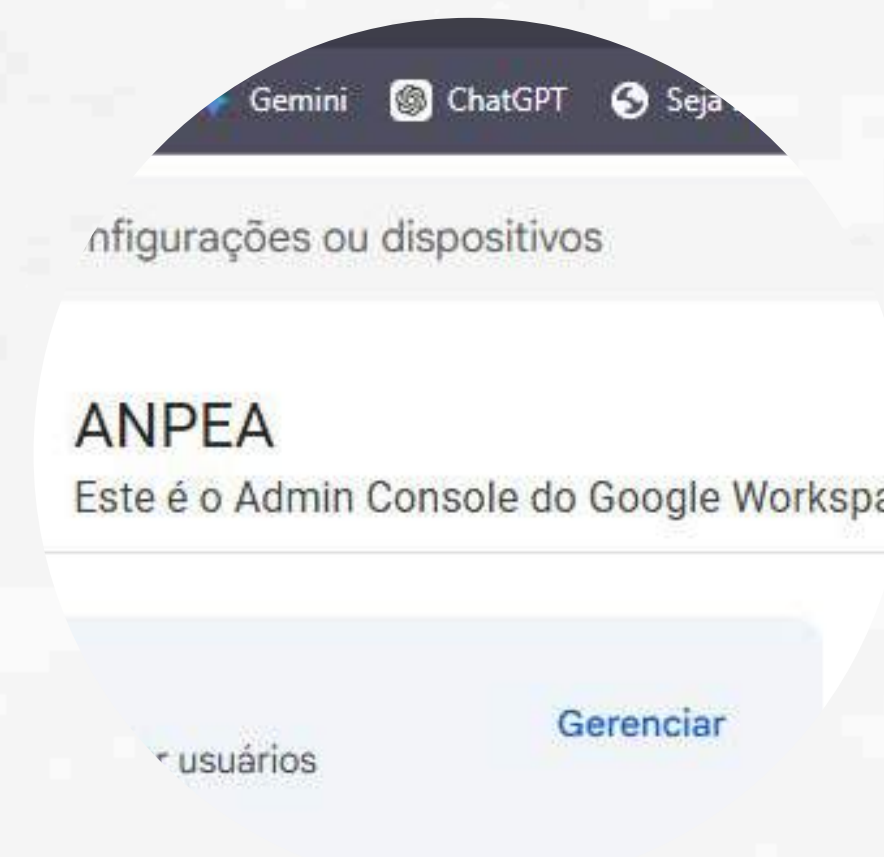 Gemini ChatGPT Seja
nfigurações ou dispositivos
ANPEA
Este é o Admin Console do Google Workspa
Gerenciar
r usuários